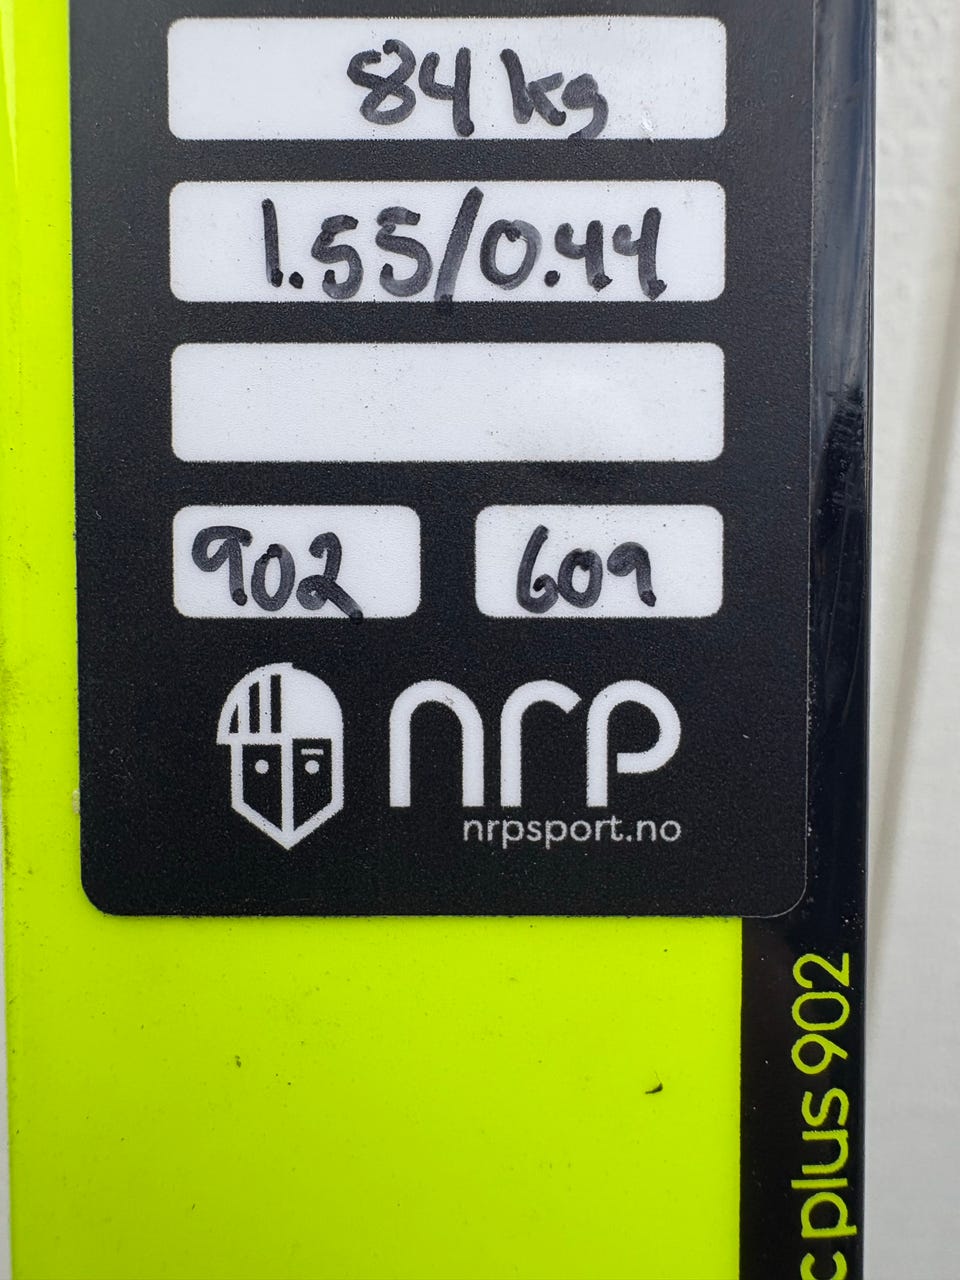 84 kg
1.55/0.44
902 609
nrp
nrpsport.no
c plus 902